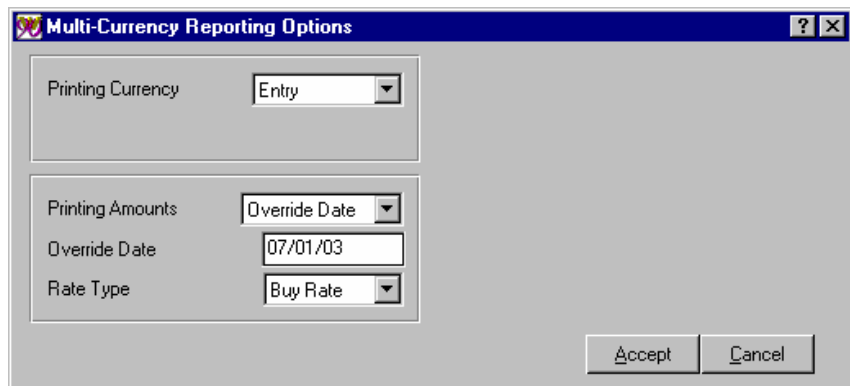 Multi-Currency Reporting Options
Printing Currency Entry
Printing Amounts Override Date
Override Date 07/01/03
Rate Type Buy Rate
Accept Cancel